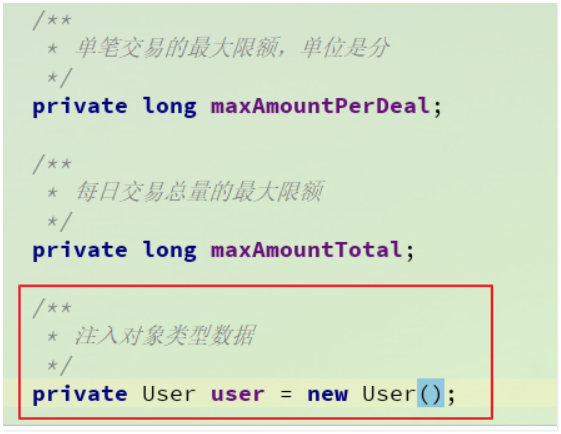 /**
* 单笔交易的最大限额，单位是分
*/
private long maxAmountPerDeal;
/**
* 每日交易总量的最大限额
*/
private long maxAmountTotal;
/**
* 注入对象类型数据
*/
private User user = new User();